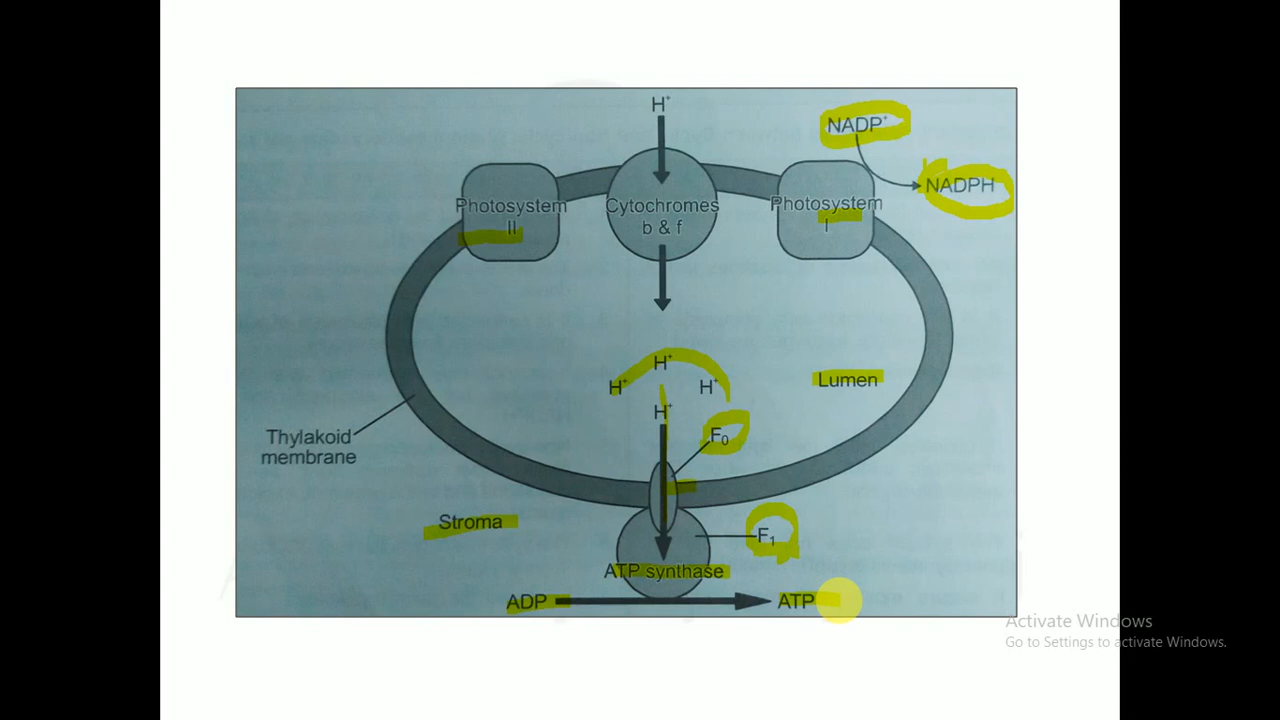 H⁺
NADP⁺
NADPH
Photosystem
II
Cytochromes
b & f
Photosystem
I
H⁺
H⁺
H⁺
Lumen
H⁺
F₀
Thylakoid
membrane
Stroma
F₁
ATP synthase
ADP
ATP
Activate Windows
Go to Settings to activate Windows.